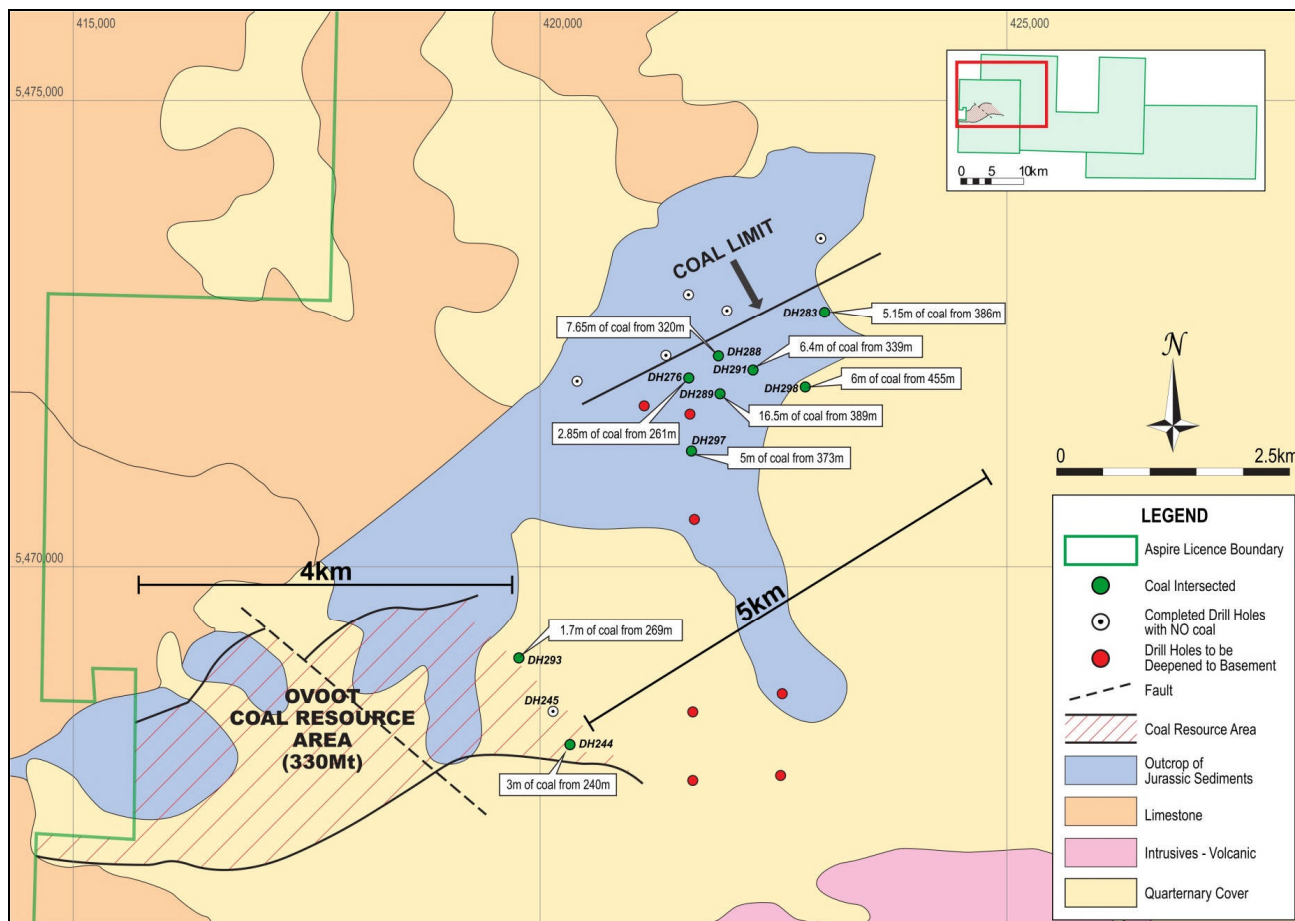 415,000
420,000
425,000
5,475,000
0 5 10km
COAL LIMIT
DH283
5.15m of coal from 386m
7.65m of coal from 320m
DH288
6.4m of coal from 339m
DH291
DH276
DH298
6m of coal from 455m
DH289
16.5m of coal from 389m
2.85m of coal from 261m
DH297
5m of coal from 373m
N
0 2.5km
5,470,000
4km
5km
1.7m of coal from 269m
DH293
DH245
DH244
3m of coal from 240m
OVOOT
COAL RESOURCE
AREA
(330Mt)
LEGEND
Aspire Licence Boundary
Coal Intersected
Completed Drill Holes
with NO coal
Drill Holes to be
Deepened to Basement
Fault
Coal Resource Area
Outcrop of
Jurassic Sediments
Limestone
Intrusives - Volcanic
Quarternary Cover